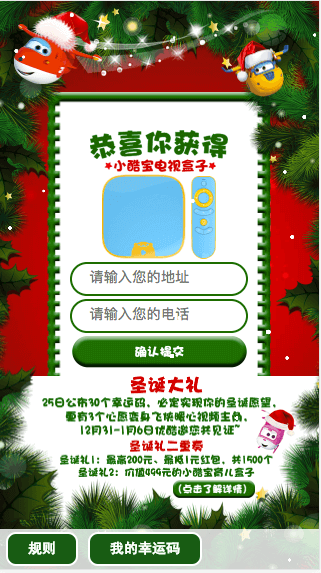 恭喜你获得
★小酷宝电视盒子★
请输入您的地址
请输入您的电话
确认提交
圣诞大礼
25日公布30个幸运码，必定实现你的圣诞愿望，
更有3个心愿变身飞侠暖心视频主角，
12月31-1月6日优酷邀您共见证~
圣诞礼二重奏
圣诞礼1：最高200元、最低1元红包，共1500个
圣诞礼2：价值499元的小酷宝育儿盒子
(点击了解详情)
规则
我的幸运码